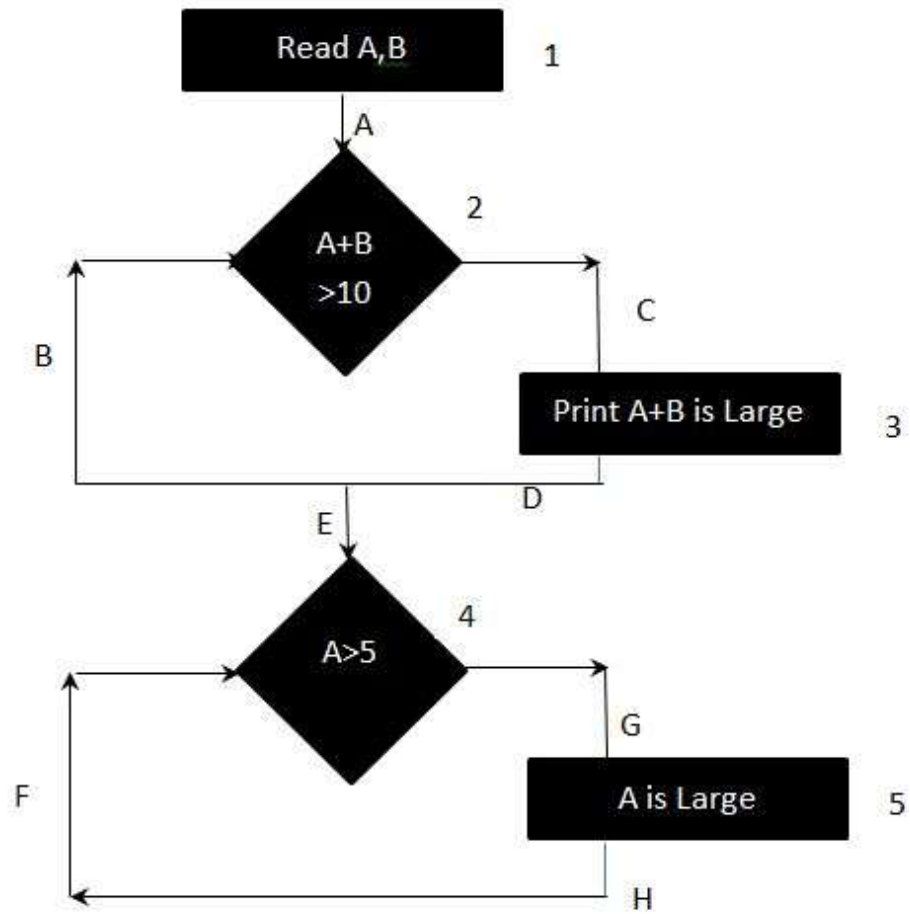 Read A,B
1
A
2
A+B
>10
C
B
Print A+B is Large
3
D
E
4
A>5
G
F
A is Large
5
H